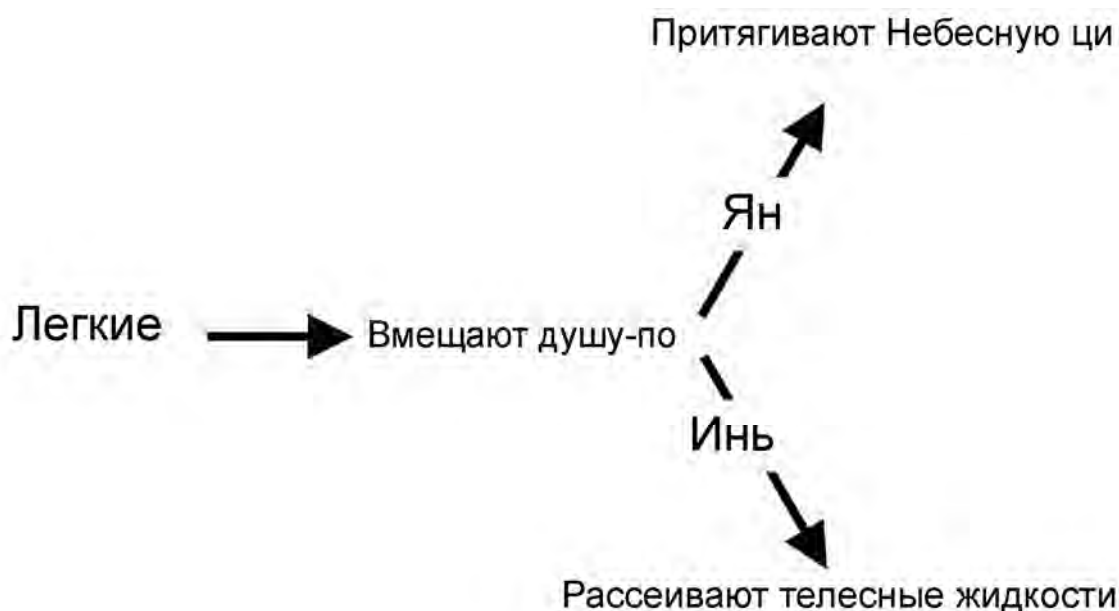 Притягивают Небесную ци
Ян
Легкие
Вмещают душу-по
Инь
Рассеивают телесные жидкости